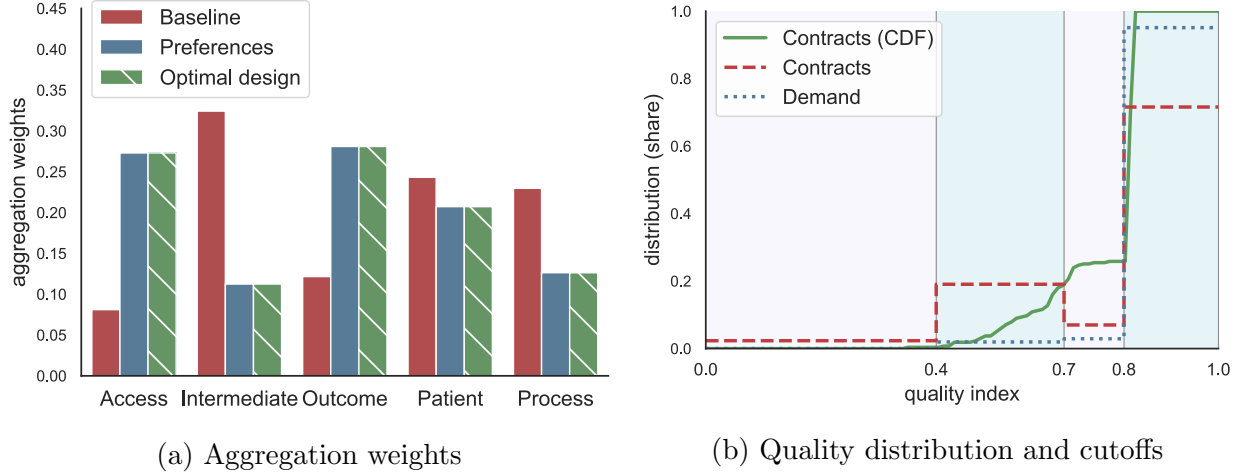 0.45
0.40
0.35
0.30
0.25
0.20
0.15
0.10
0.05
0.00
aggregation weights
Baseline
Preferences
Optimal design
Access Intermediate Outcome Patient Process
(a) Aggregation weights
1.0
0.8
0.6
0.4
0.2
0.0
distribution (share)
Contracts (CDF)
Contracts
Demand
0.0 0.4 0.7 0.8 1.0
quality index
(b) Quality distribution and cutoffs